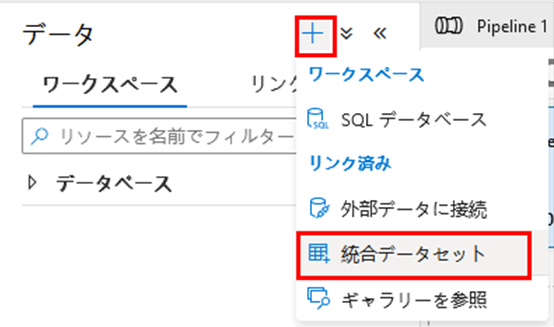 データ
Pipeline 1
ワークスペース
リンク
リソースを名前でフィルター
データベース
ワークスペース
SQL データベース
リンク済み
外部データに接続
統合データセット
ギャラリーを参照